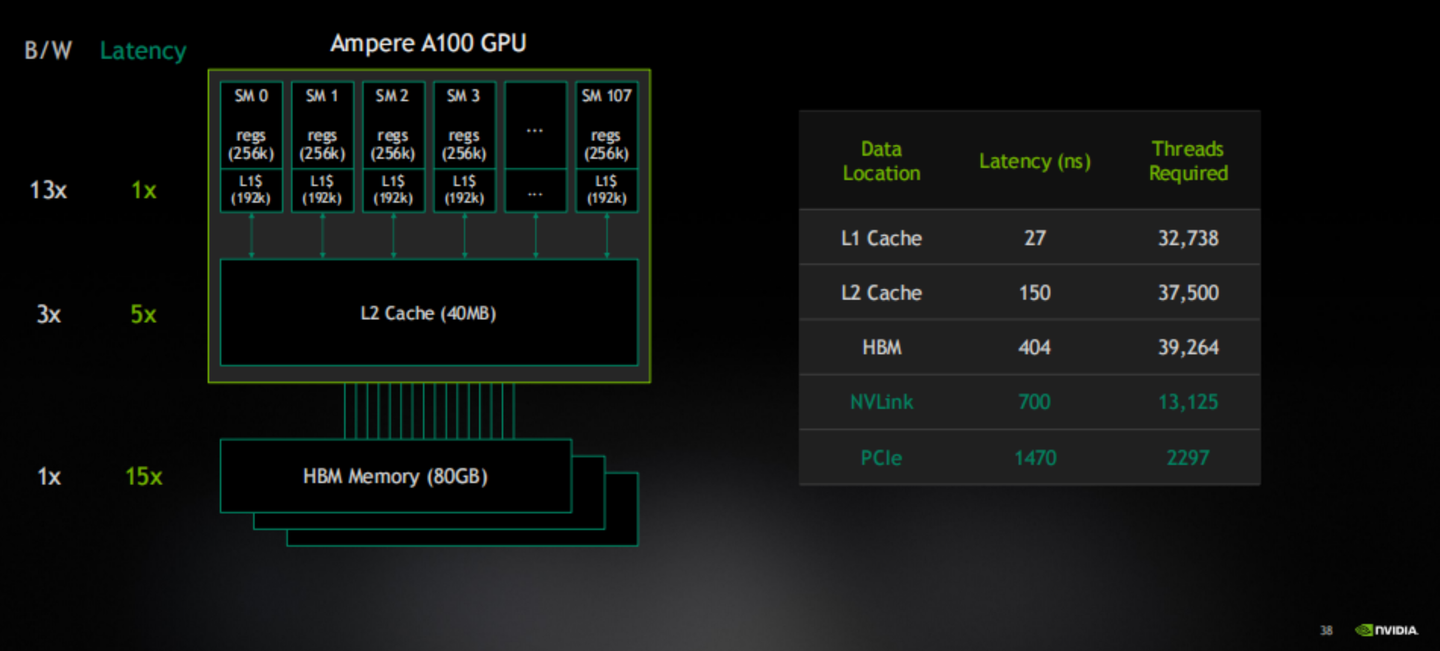 B/W Latency
Ampere A100 GPU
SM 0 SM 1 SM 2 SM 3 SM 107
regs regs regs regs ... regs
(256k) (256k) (256k) (256k) (256k)
13x 1x
L1$ L1$ L1$ L1$ ... L1$
(192k) (192k) (192k) (192k) (192k)
3x 5x
L2 Cache (40MB)
1x 15x
HBM Memory (80GB)
Data Location Latency (ns) Threads Required
L1 Cache 27 32,738
L2 Cache 150 37,500
HBM 404 39,264
NVLink 700 13,125
PCIe 1470 2297
38 NVIDIA.